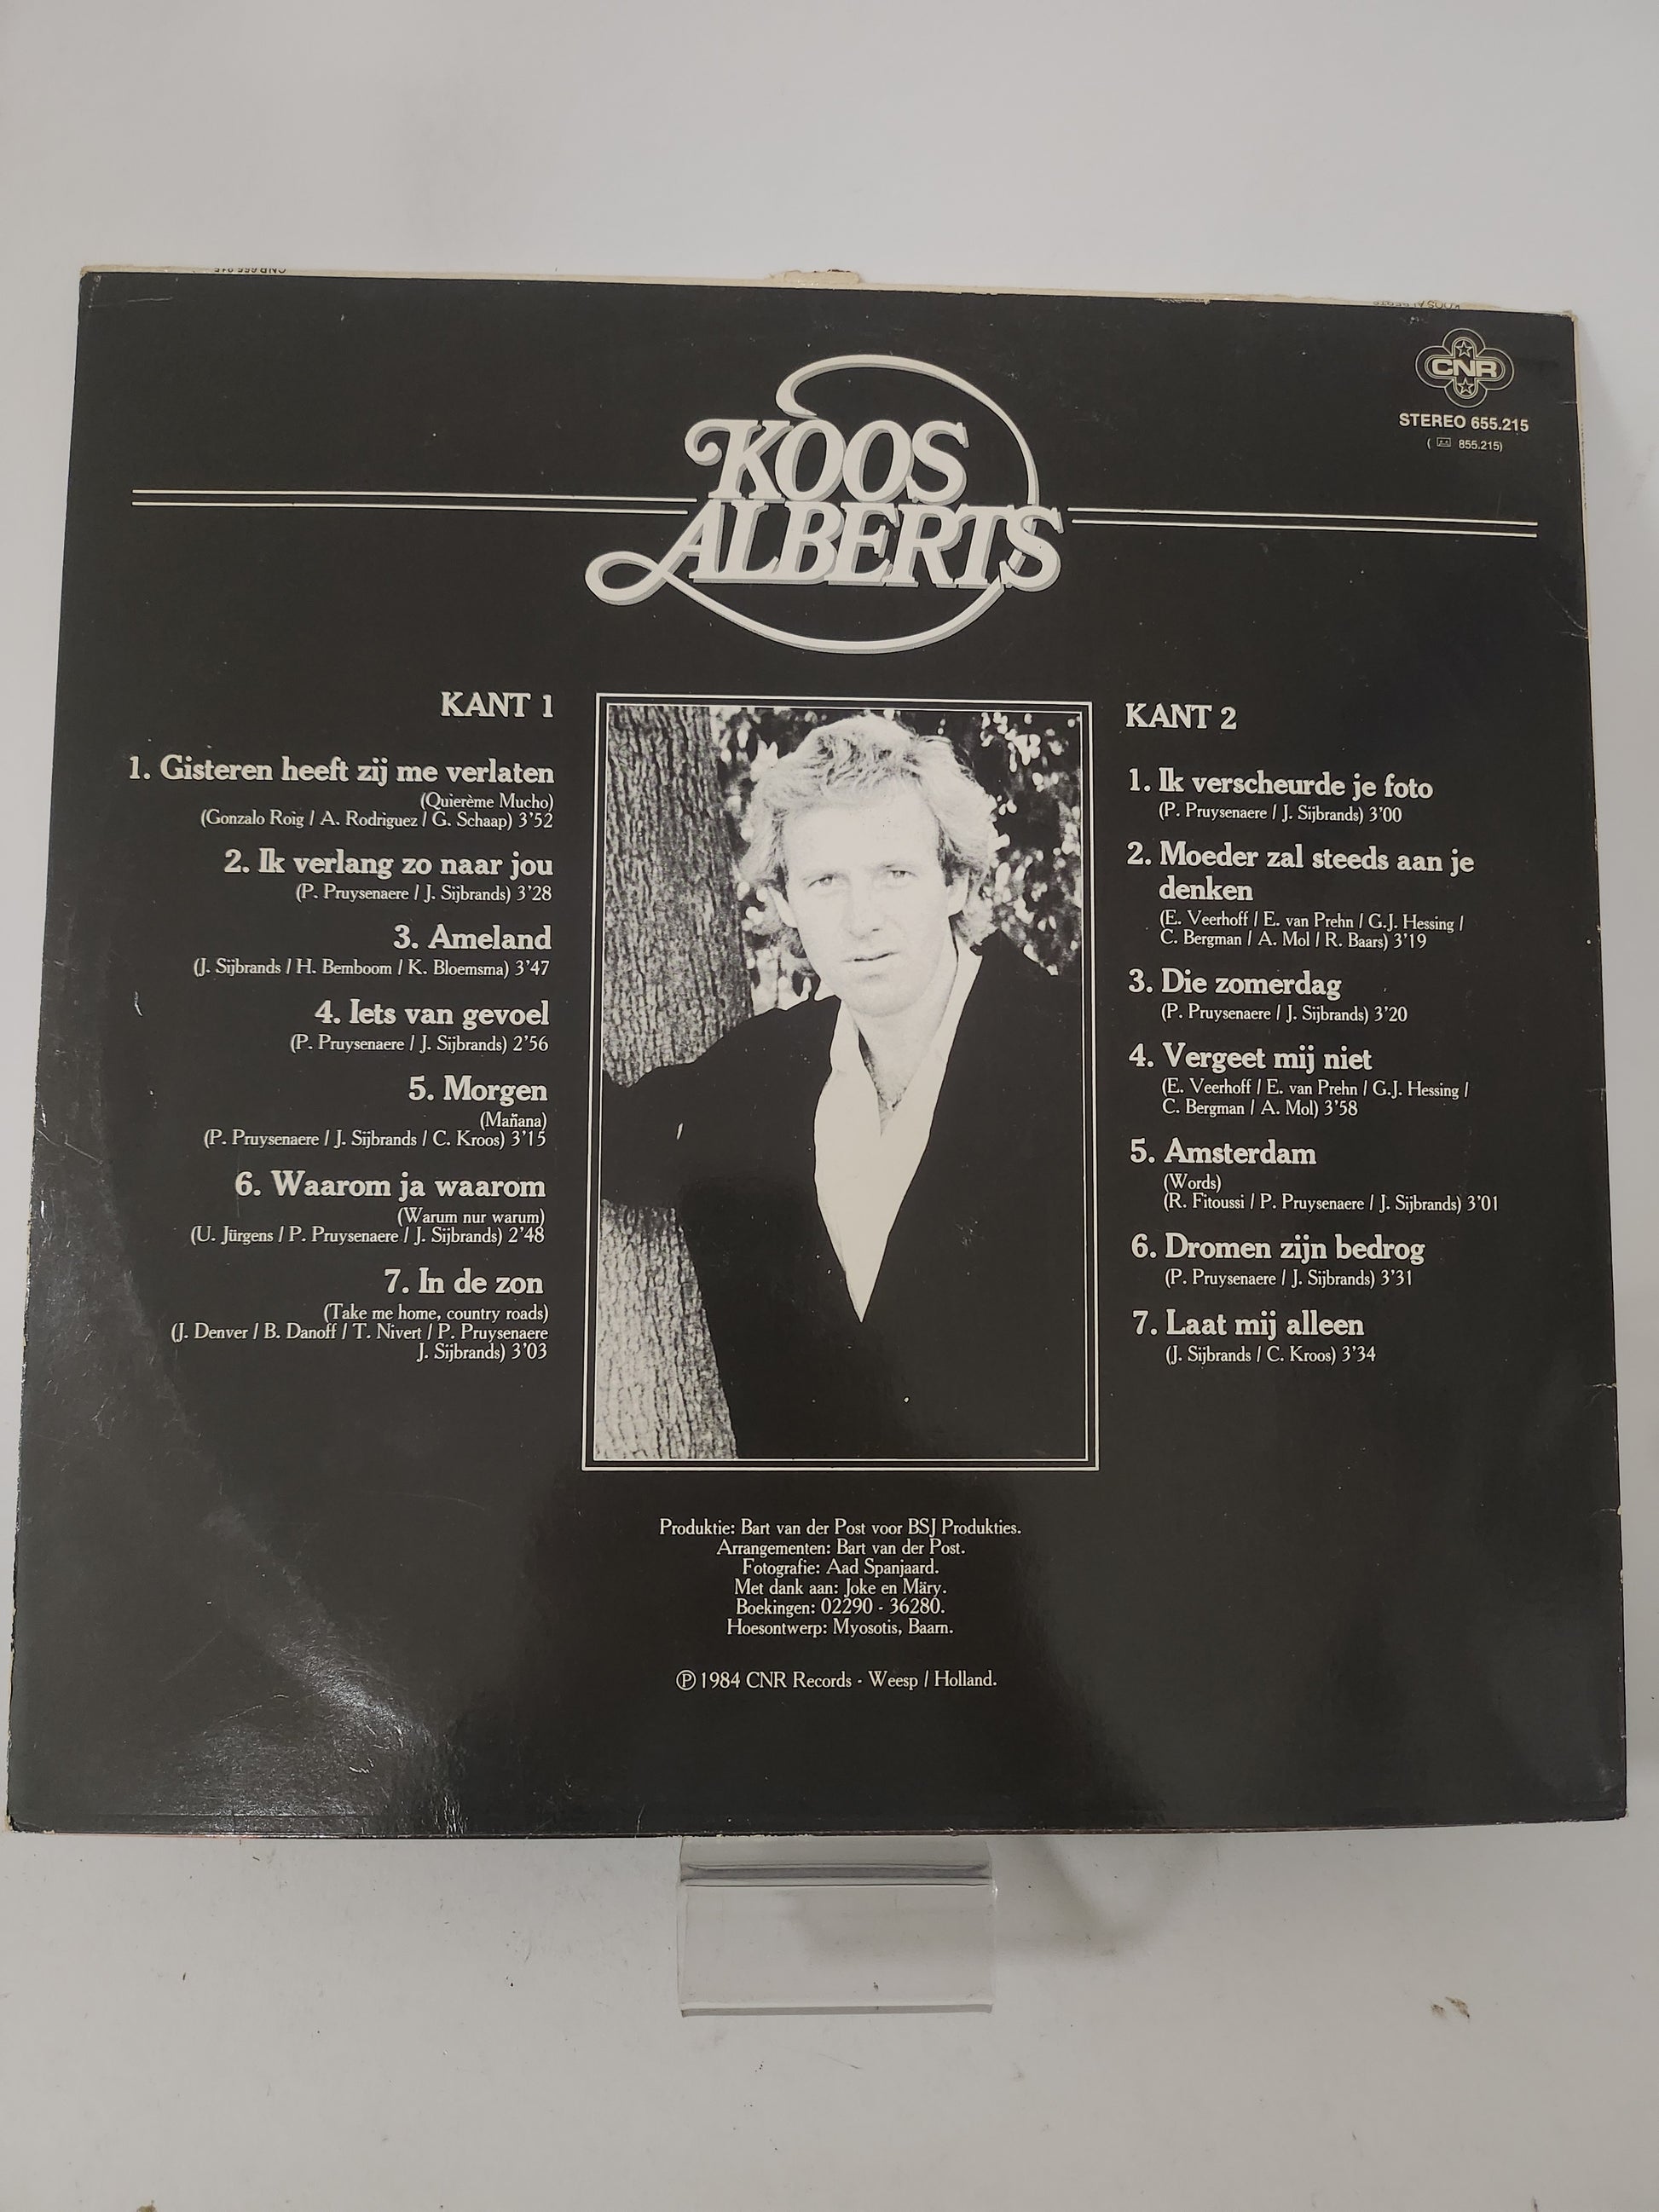 CNR 655.215
KOOS ALBERTS
CNR
STEREO 655.215
( 855.215)
KOOS
ALBERTS
KANT 1
1. Gisteren heeft zij me verlaten
(Quierème Mucho)
(Gonzalo Roig / A. Rodriguez / G. Schaap) 3'52
2. Ik verlang zo naar jou
(P. Pruysenaere / J. Sijbrands) 3'28
3. Ameland
(J. Sijbrands / H. Bemboom / K. Bloemsma) 3'47
4. Iets van gevoel
(P. Pruysenaere / J. Sijbrands) 2'56
5. Morgen
(Mañana)
(P. Pruysenaere / J. Sijbrands / C. Kroos) 3'15
6. Waarom ja waarom
(Warum nur warum)
(U. Jürgens / P. Pruysenaere / J. Sijbrands) 2'48
7. In de zon
(Take me home, country roads)
(J. Denver / B. Danoff / T. Nivert / P. Pruysenaere
J. Sijbrands) 3'03
KANT 2
1. Ik verscheurde je foto
(P. Pruysenaere / J. Sijbrands) 3'00
2. Moeder zal steeds aan je
denken
(E. Veerhoff / E. van Prehn / G.J. Hessing /
C. Bergman / A. Mol / R. Baars) 3'19
3. Die zomerdag
(P. Pruysenaere / J. Sijbrands) 3'20
4. Vergeet mij niet
(E. Veerhoff / E. van Prehn / G.J. Hessing /
C. Bergman / A. Mol) 3'58
5. Amsterdam
(Words)
(R. Fitoussi / P. Pruysenaere / J. Sijbrands) 3'01
6. Dromen zijn bedrog
(P. Pruysenaere / J. Sijbrands) 3'31
7. Laat mij alleen
(J. Sijbrands / C. Kroos) 3'34
Produktie: Bart van der Post voor BSJ Produkties.
Arrangementen: Bart van der Post.
Fotografie: Aad Spanjaard.
Met dank aan: Joke en Märy.
Boekingen: 02290 - 36280.
Hoesontwerp: Myosotis, Baarn.
℗ 1984 CNR Records - Weesp / Holland.